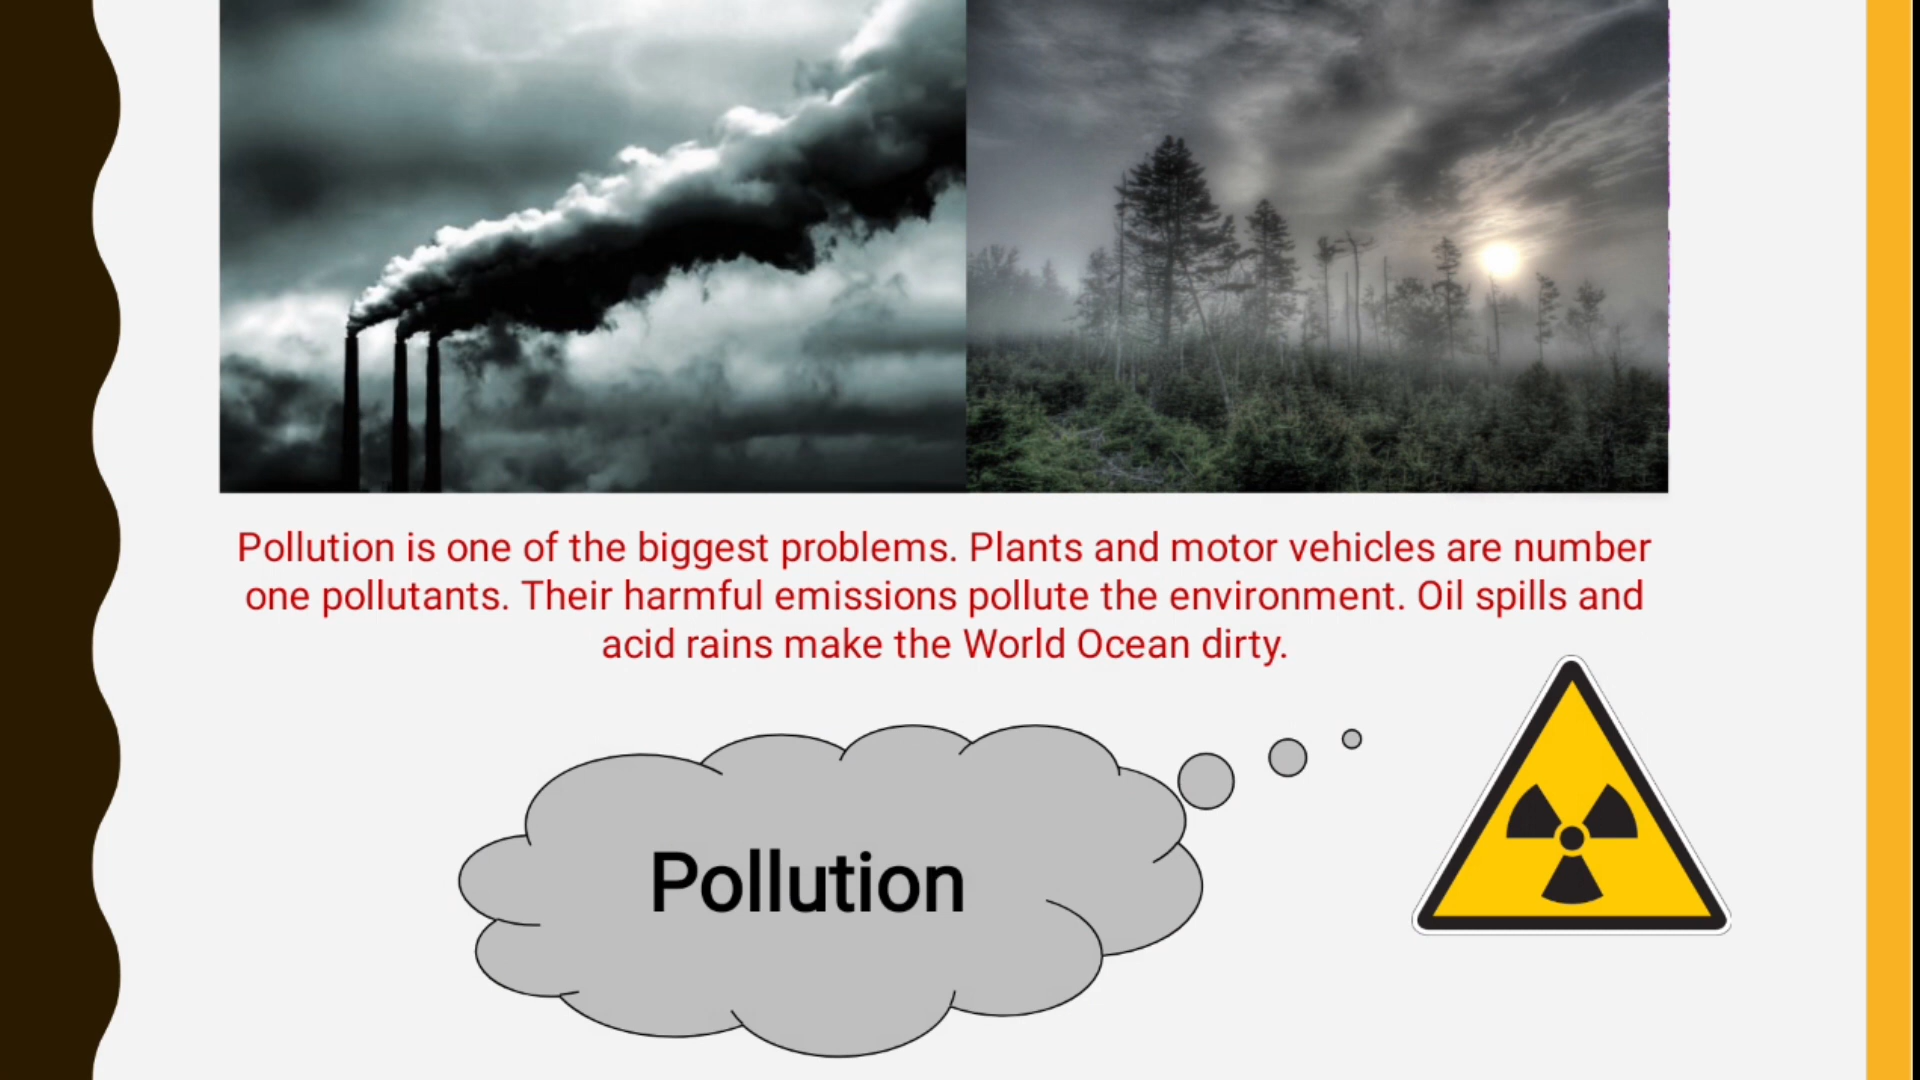 Pollution is one of the biggest problems. Plants and motor vehicles are number
one pollutants. Their harmful emissions pollute the environment. Oil spills and
acid rains make the World Ocean dirty.
Pollution